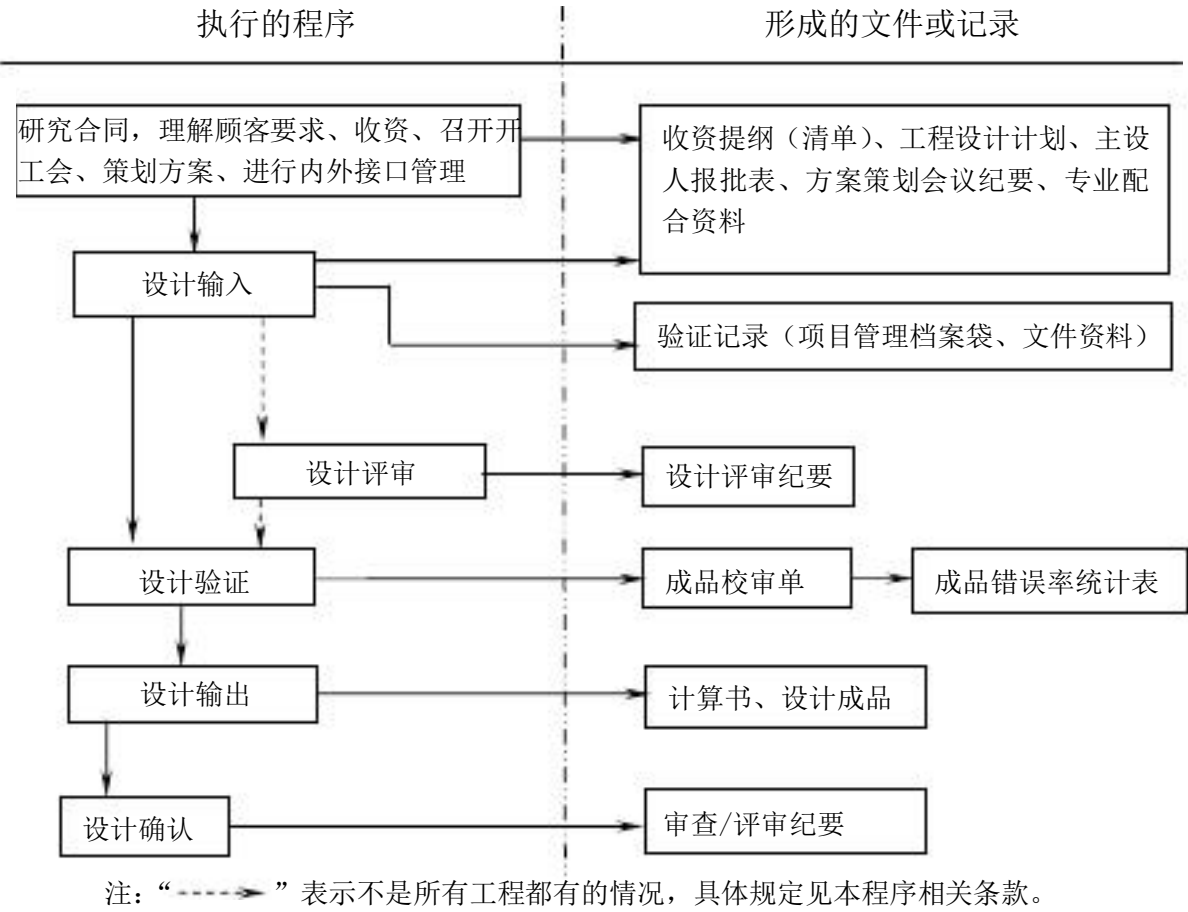 执行的程序
形成的文件或记录
研究合同，理解顾客要求、收资、召开开
工会、策划方案、进行内外接口管理
收资提纲（清单）、工程设计计划、主设
人报批表、方案策划会议纪要、专业配
合资料
设计输入
验证记录（项目管理档案袋、文件资料）
设计评审
设计评审纪要
设计验证
成品校审单
成品错误率统计表
设计输出
计算书、设计成品
设计确认
审查/评审纪要
注：“ ”表示不是所有工程都有的情况，具体规定见本程序相关条款。